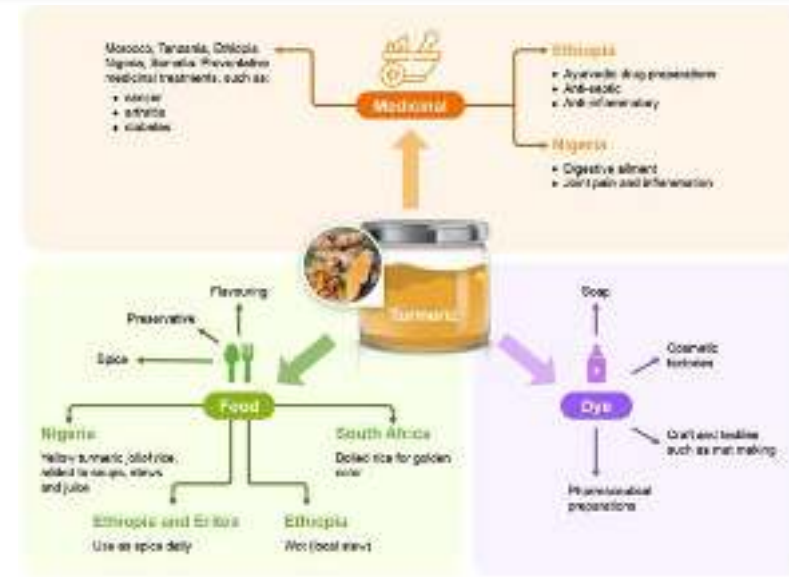 Morocco, Tanzania, Ethiopia
Nigeria, Somalia. Preventative
medicinal treatments, such as:
• cancer
• arthritis
• diabetes
Medicinal
Ethiopia
• Ayurvedic drug preparations
• Anti-septic
• Anti-inflammatory
Nigeria
• Digestive ailment
• Joint pain and inflammation
Turmeric
Flavouring
Preservative
Spice
Food
Nigeria
Yellow turmeric jollof rice,
added to soups, stews
and juice
South Africa
Boiled rice for golden
color
Ethiopia and
Use as spice daily
Ethiopia
Wot (local stew)
Soap
Cosmetic
Dye
Craft and textiles
such as mat making
Pharmaceutical
preparations